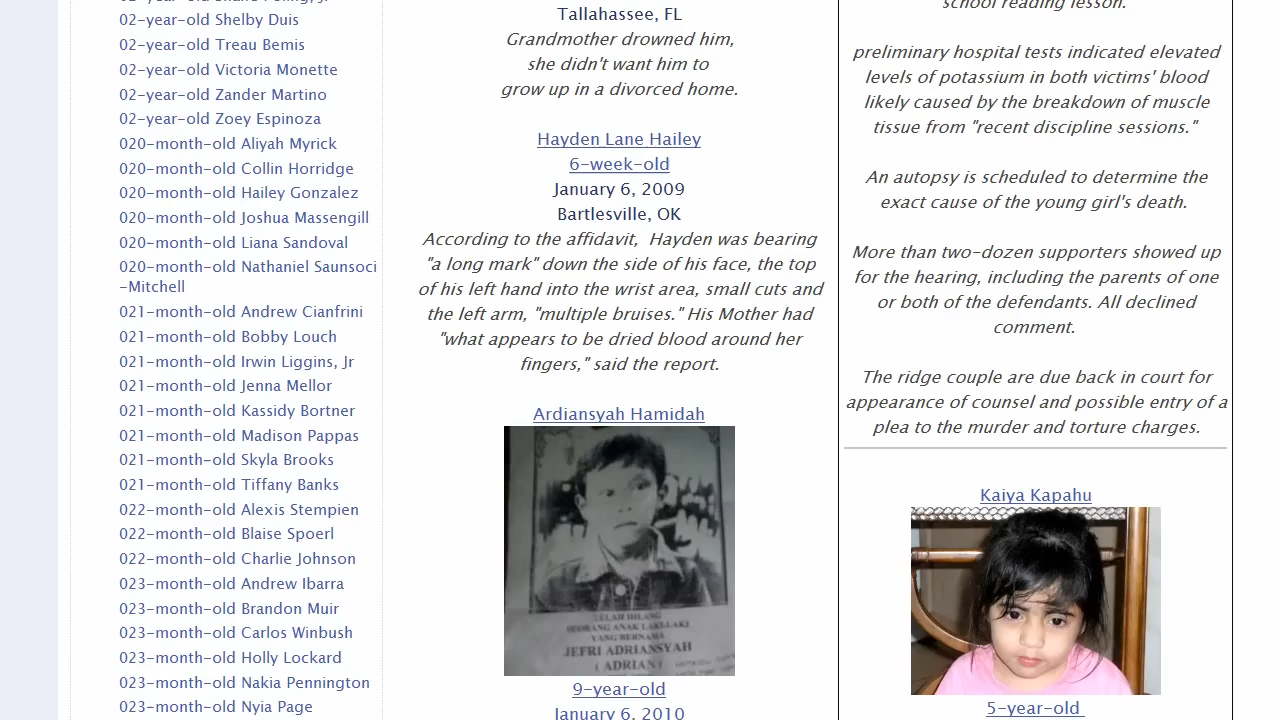 02-year-old Shelby Duis
02-year-old Treau Bemis
02-year-old Victoria Monette
02-year-old Zander Martino
02-year-old Zoey Espinoza
020-month-old Aliyah Myrick
020-month-old Collin Horridge
020-month-old Hailey Gonzalez
020-month-old Joshua Massengill
020-month-old Liana Sandoval
020-month-old Nathaniel Saunsoci
-Mitchell
021-month-old Andrew Cianfrini
021-month-old Bobby Louch
021-month-old Irwin Liggins, Jr
021-month-old Jenna Mellor
021-month-old Kassidy Bortner
021-month-old Madison Pappas
021-month-old Skyla Brooks
021-month-old Tiffany Banks
022-month-old Alexis Stempien
022-month-old Blaise Spoerl
022-month-old Charlie Johnson
023-month-old Andrew Ibarra
023-month-old Brandon Muir
023-month-old Carlos Winbush
023-month-old Holly Lockard
023-month-old Nakia Pennington
023-month-old Nyia Page
Tallahassee, FL
Grandmother drowned him,
she didn't want him to
grow up in a divorced home.
Hayden Lane Hailey
6-week-old
January 6, 2009
Bartlesville, OK
According to the affidavit, Hayden was bearing
"a long mark" down the side of his face, the top
of his left hand into the wrist area, small cuts and
the left arm, "multiple bruises." His Mother had
"what appears to be dried blood around her
fingers," said the report.
Ardiansyah Hamidah
TELAH HILANG
SEORANG ANAK LAKI-LAKI
YANG BERNAMA
JEFRI ADRIANSYAH
( ADRIAN )
9-year-old
January 6, 2010
school reading lesson.
preliminary hospital tests indicated elevated
levels of potassium in both victims' blood
likely caused by the breakdown of muscle
tissue from "recent discipline sessions."
An autopsy is scheduled to determine the
exact cause of the young girl's death.
More than two-dozen supporters showed up
for the hearing, including the parents of one
or both of the defendants. All declined
comment.
The ridge couple are due back in court for
appearance of counsel and possible entry of a
plea to the murder and torture charges.
Kaiya Kapahu
5-year-old